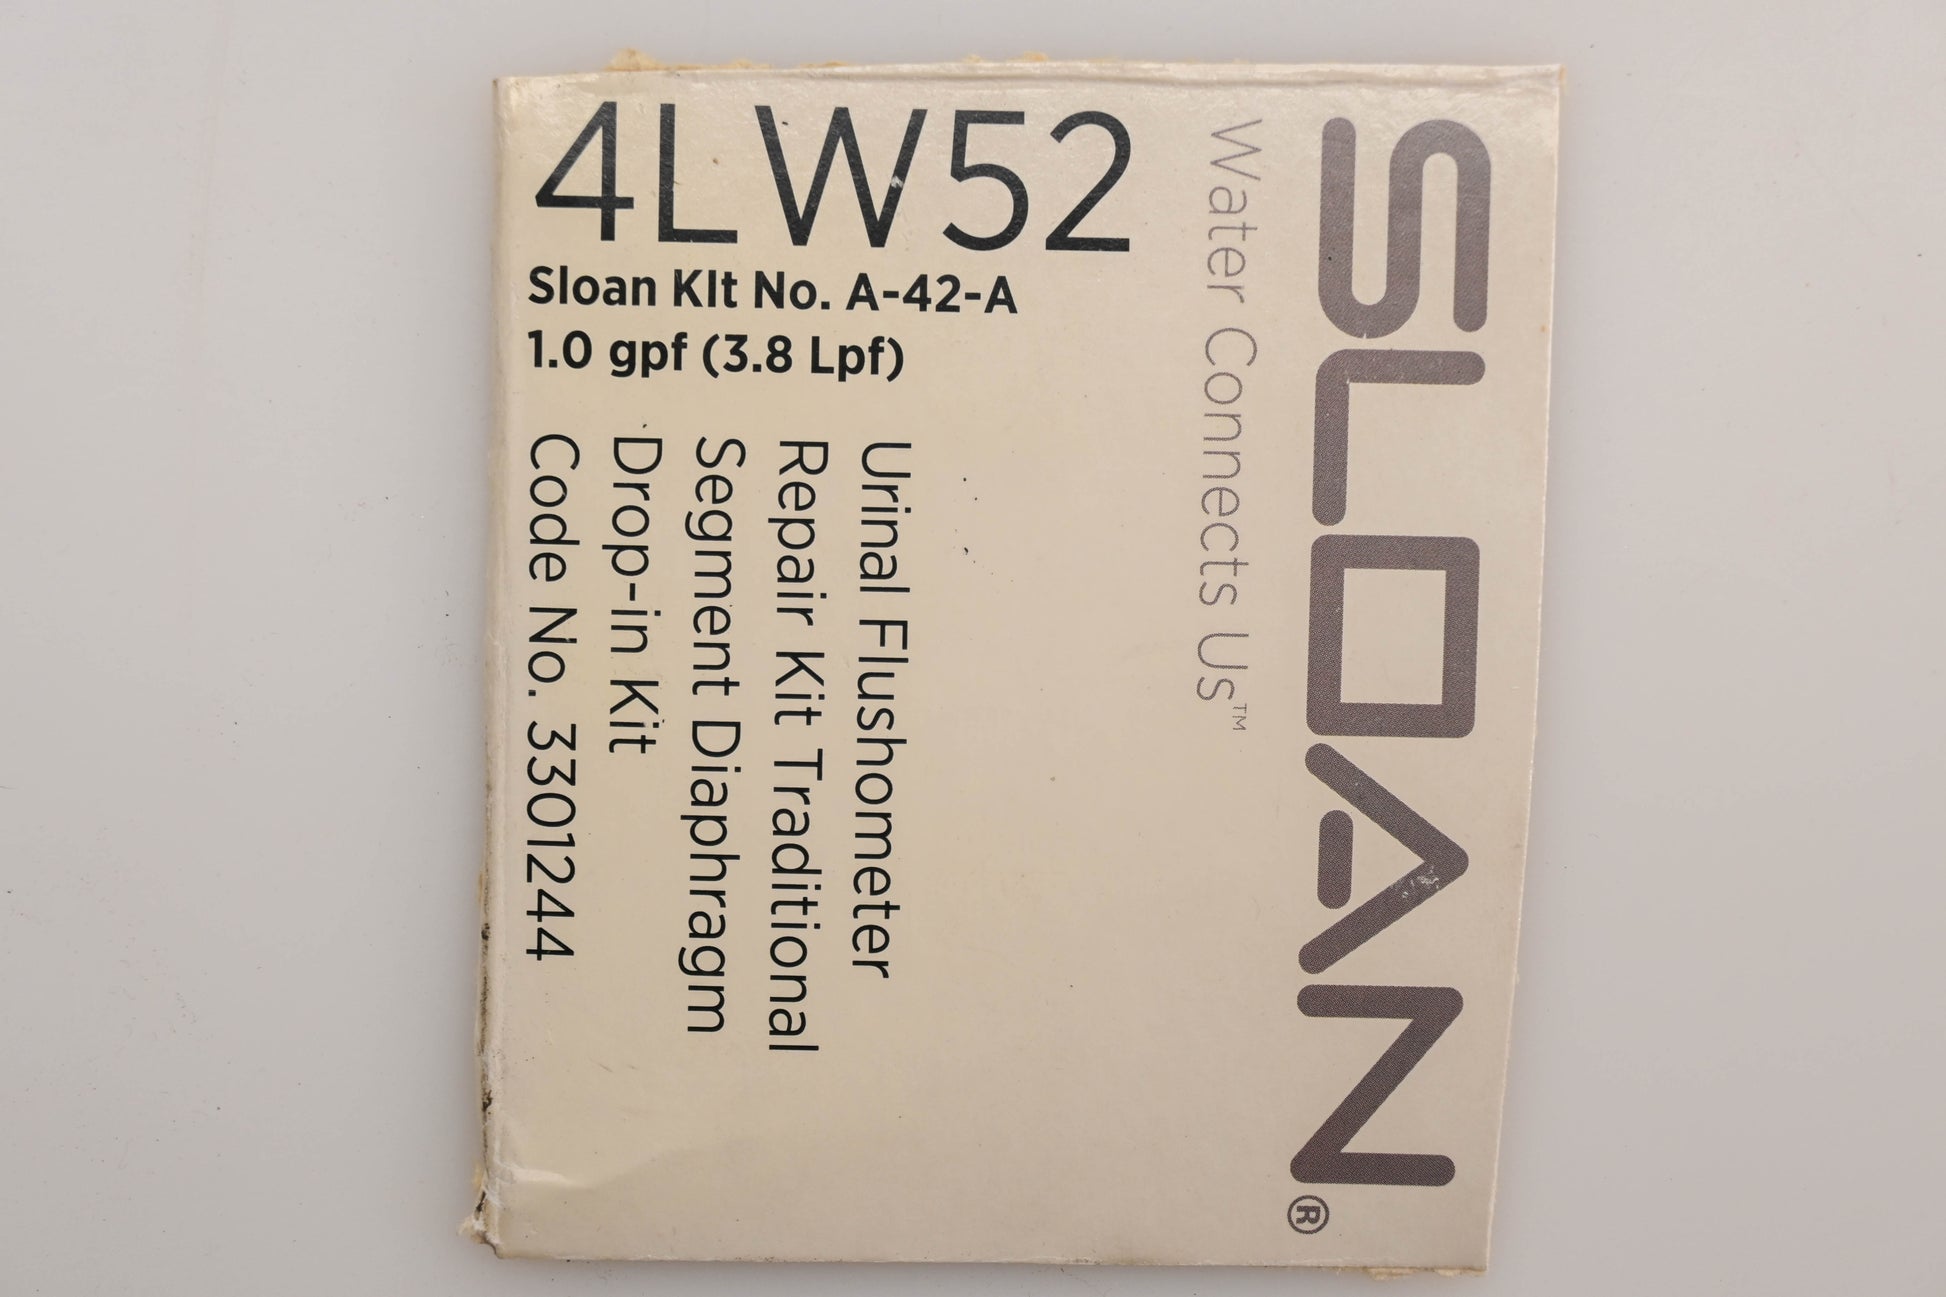 4LW52
Sloan KIt No. A-42-A
1.0 gpf (3.8 Lpf)
SLOAN®
Water Connects Us™
Urinal Flushometer
Repair Kit Traditional
Segment Diaphragm
Drop-in Kit
Code No. 3301244